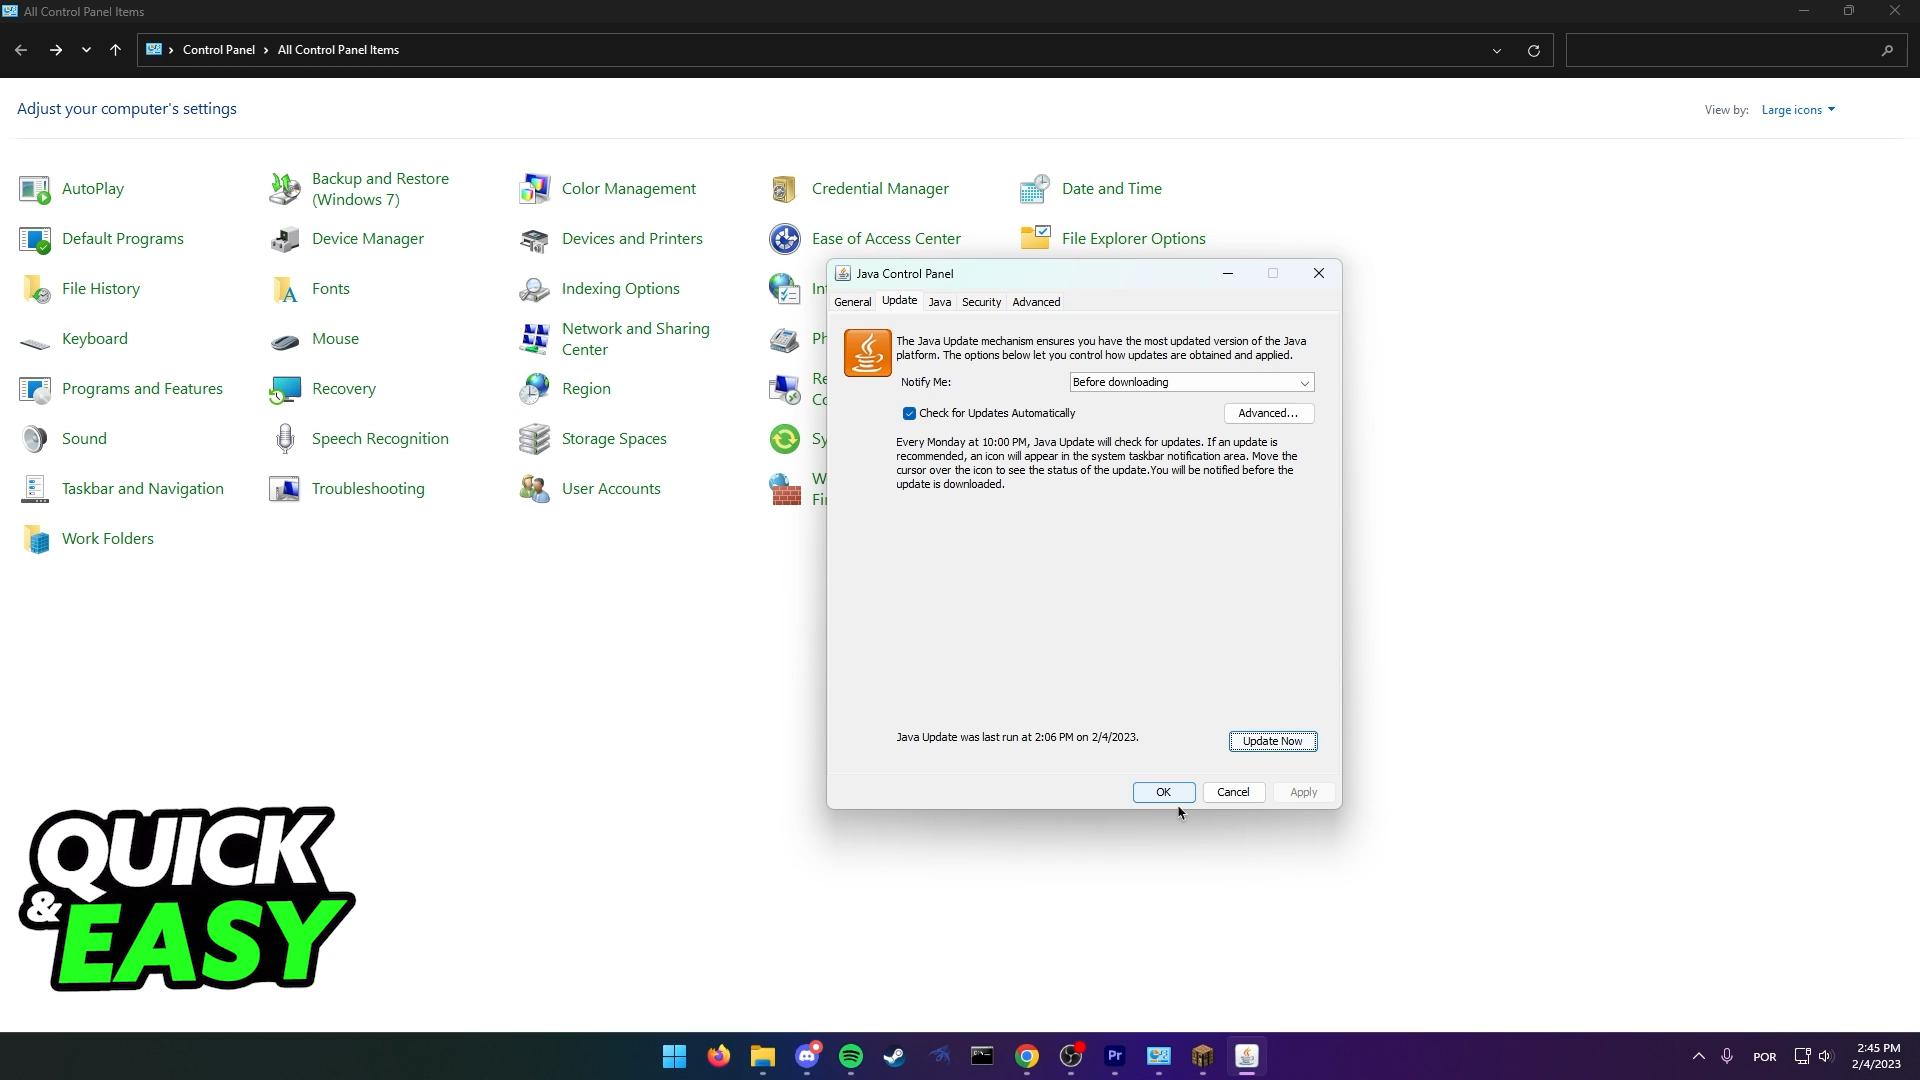 All Control Panel Items
Control Panel > All Control Panel Items
Adjust your computer's settings
View by: Large icons
AutoPlay
Backup and Restore
(Windows 7)
Color Management
Credential Manager
Date and Time
Default Programs
Device Manager
Devices and Printers
Ease of Access Center
File Explorer Options
File History
Fonts
Indexing Options
In
Keyboard
Mouse
Network and Sharing
Center
Ph
Programs and Features
Recovery
Region
Re
Co
Sound
Speech Recognition
Storage Spaces
Sy
Taskbar and Navigation
Troubleshooting
User Accounts
W
Fi
Work Folders
Java Control Panel
General Update Java Security Advanced
The Java Update mechanism ensures you have the most updated version of the Java
platform. The options below let you control how updates are obtained and applied.
Notify Me: Before downloading
Check for Updates Automatically Advanced...
Every Monday at 10:00 PM, Java Update will check for updates. If an update is
recommended, an icon will appear in the system taskbar notification area. Move the
cursor over the icon to see the status of the update.You will be notified before the
update is downloaded.
Java Update was last run at 2:06 PM on 2/4/2023. Update Now
OK Cancel Apply
QUICK
& EASY
Pr
POR
2:45 PM
2/4/2023